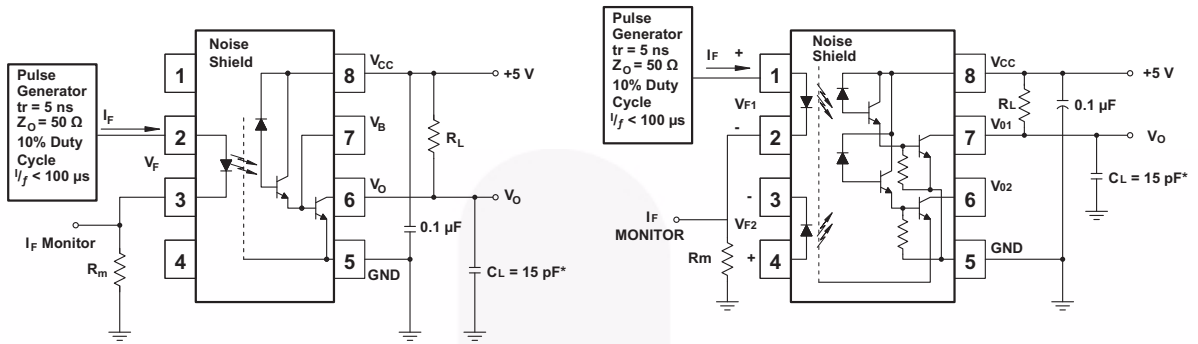 Pulse
Generator
tr = 5 ns
ZO = 50 Ω
10% Duty
Cycle
I/f < 100 µs
IF
VF
IF Monitor
Rm
Noise
Shield
1
2
3
4
8
7
6
5
VCC
VB
VO
GND
+5 V
RL
VO
0.1 µF
CL = 15 pF*
Pulse
Generator
tr = 5 ns
ZO = 50 Ω
10% Duty
Cycle
I/f < 100 µs
IF +
VF1
-
-
VF2
+
IF
MONITOR
Rm
Noise
Shield
1
2
3
4
8
7
6
5
VCC
V01
V02
GND
+5 V
RL
0.1 µF
VO
CL = 15 pF*